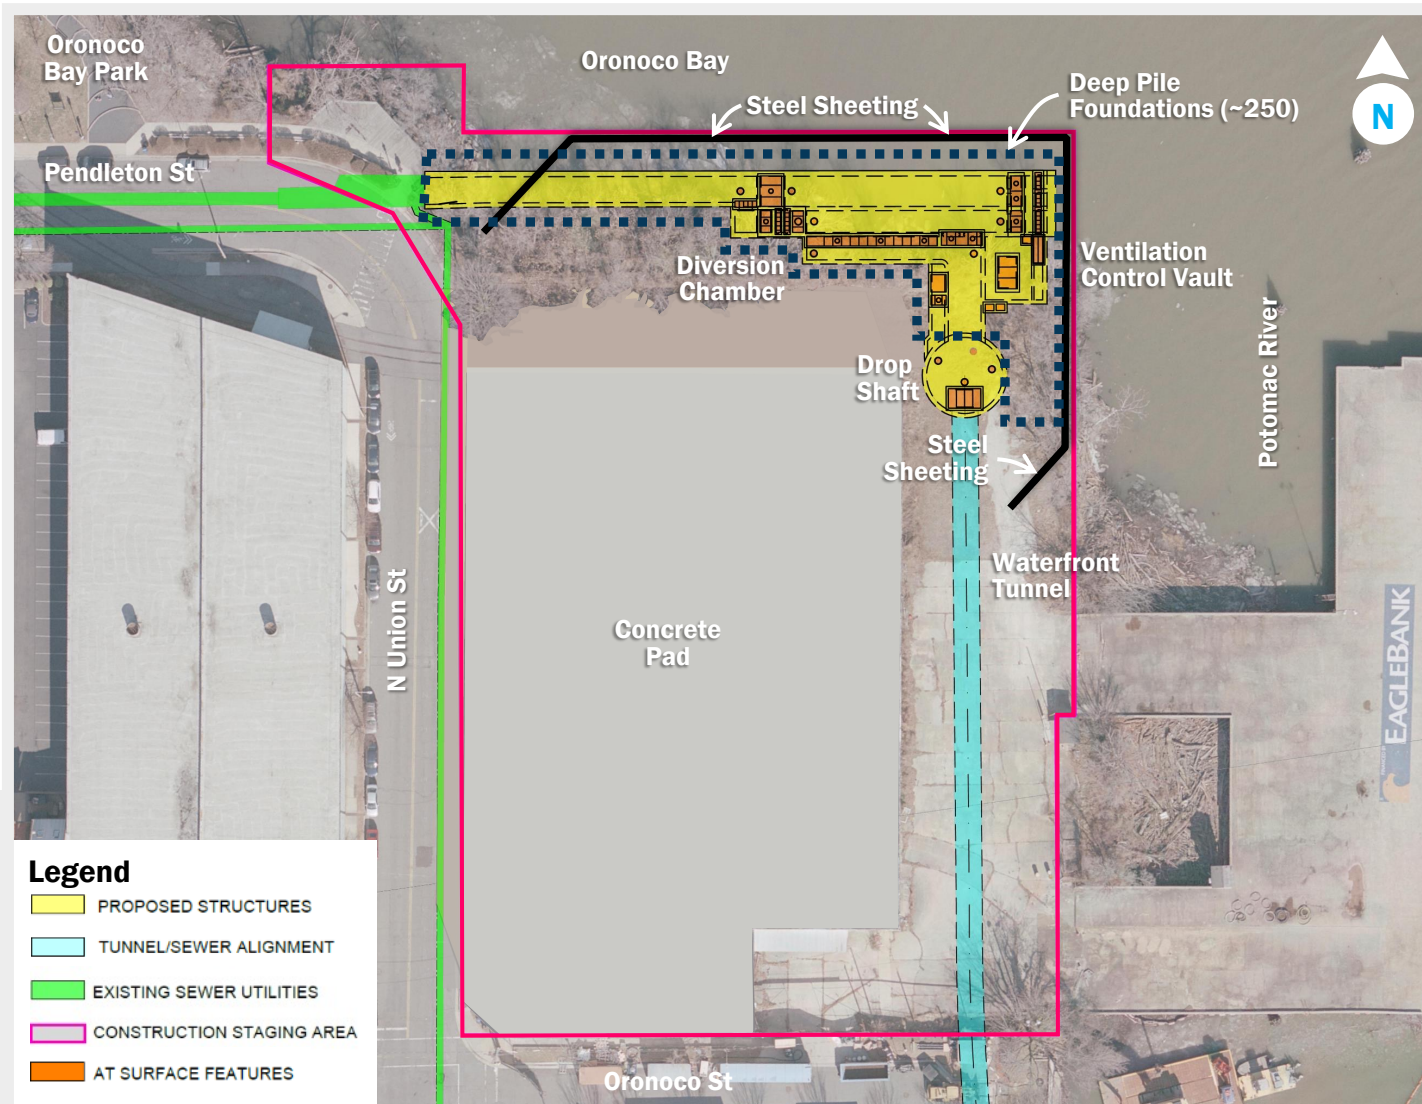 Oronoco
Bay Park
Oronoco Bay
Steel Sheeting
Deep Pile
Foundations (~250)
N
Pendleton St
Diversion
Chamber
Ventilation
Control Vault
Potomac River
Drop
Shaft
Steel
Sheeting
Waterfront
Tunnel
N Union St
Concrete
Pad
EAGLEBANK
Legend
PROPOSED STRUCTURES
TUNNEL/SEWER ALIGNMENT
EXISTING SEWER UTILITIES
CONSTRUCTION STAGING AREA
AT SURFACE FEATURES
Oronoco St